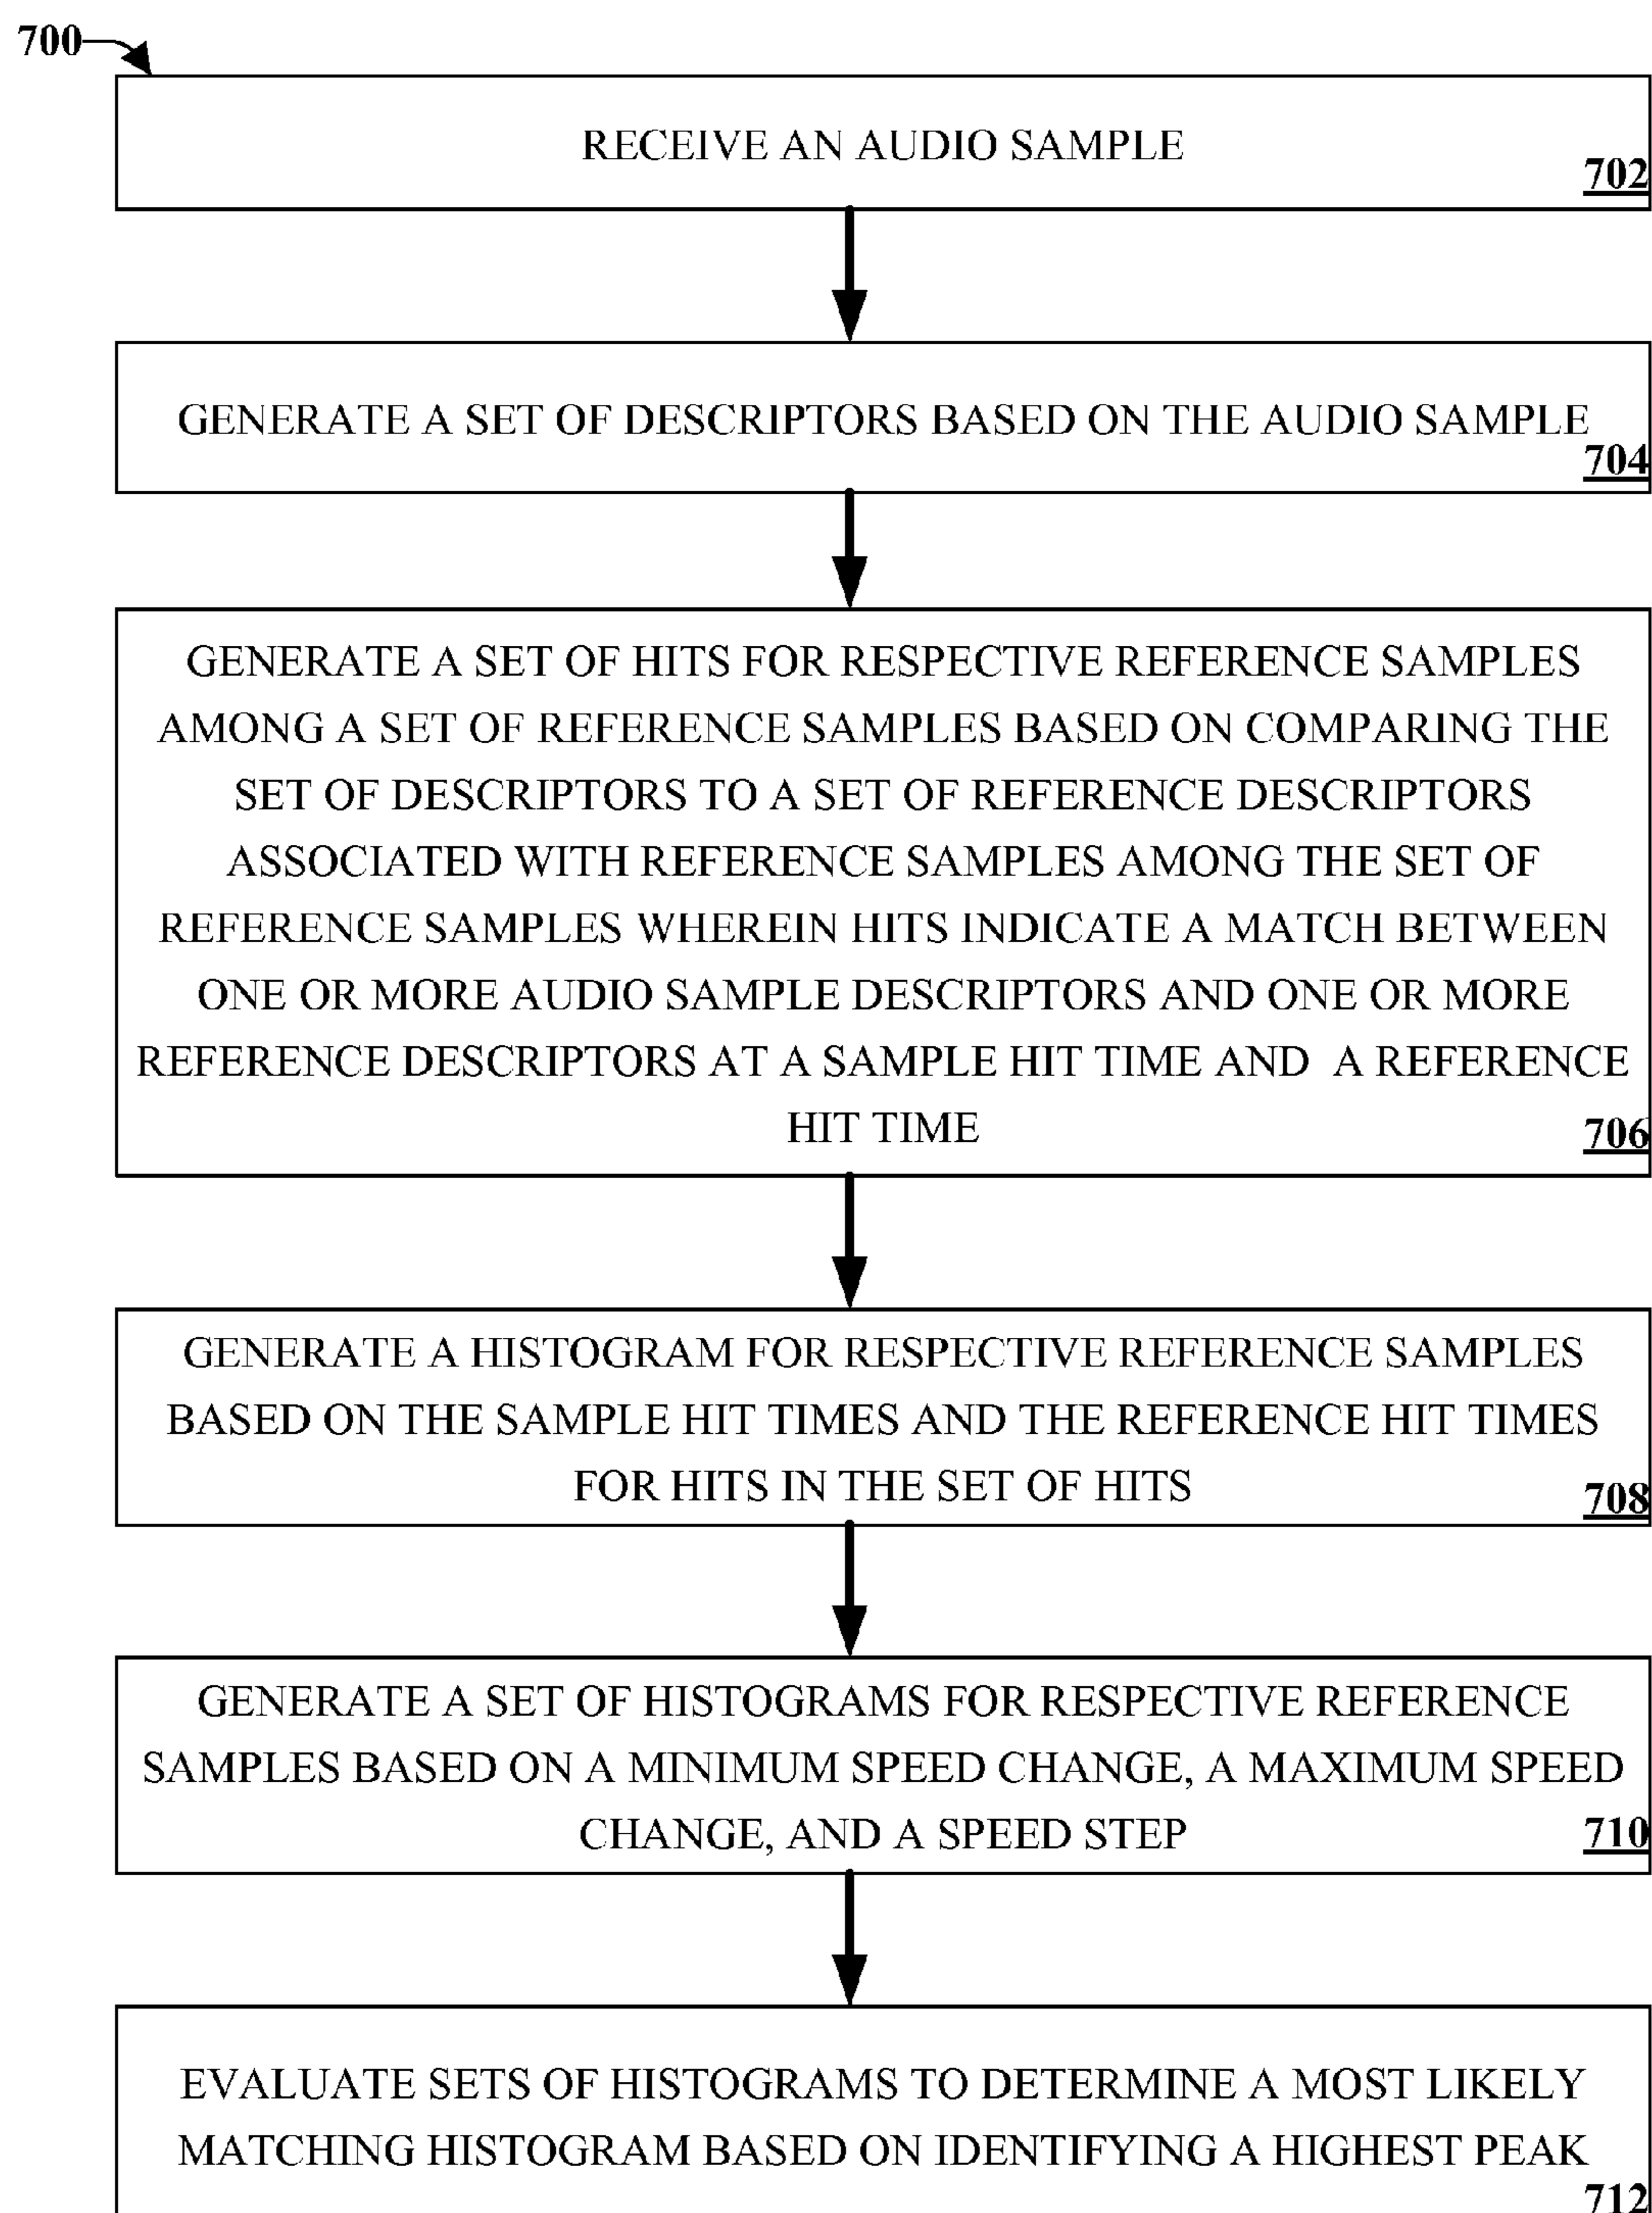 700
RECEIVE AN AUDIO SAMPLE
702
GENERATE A SET OF DESCRIPTORS BASED ON THE AUDIO SAMPLE
704
GENERATE A SET OF HITS FOR RESPECTIVE REFERENCE SAMPLES
AMONG A SET OF REFERENCE SAMPLES BASED ON COMPARING THE
SET OF DESCRIPTORS TO A SET OF REFERENCE DESCRIPTORS
ASSOCIATED WITH REFERENCE SAMPLES AMONG THE SET OF
REFERENCE SAMPLES WHEREIN HITS INDICATE A MATCH BETWEEN
ONE OR MORE AUDIO SAMPLE DESCRIPTORS AND ONE OR MORE
REFERENCE DESCRIPTORS AT A SAMPLE HIT TIME AND A REFERENCE
HIT TIME
706
GENERATE A HISTOGRAM FOR RESPECTIVE REFERENCE SAMPLES
BASED ON THE SAMPLE HIT TIMES AND THE REFERENCE HIT TIMES
FOR HITS IN THE SET OF HITS
708
GENERATE A SET OF HISTOGRAMS FOR RESPECTIVE REFERENCE
SAMPLES BASED ON A MINIMUM SPEED CHANGE, A MAXIMUM SPEED
CHANGE, AND A SPEED STEP
710
EVALUATE SETS OF HISTOGRAMS TO DETERMINE A MOST LIKELY
MATCHING HISTOGRAM BASED ON IDENTIFYING A HIGHEST PEAK
712